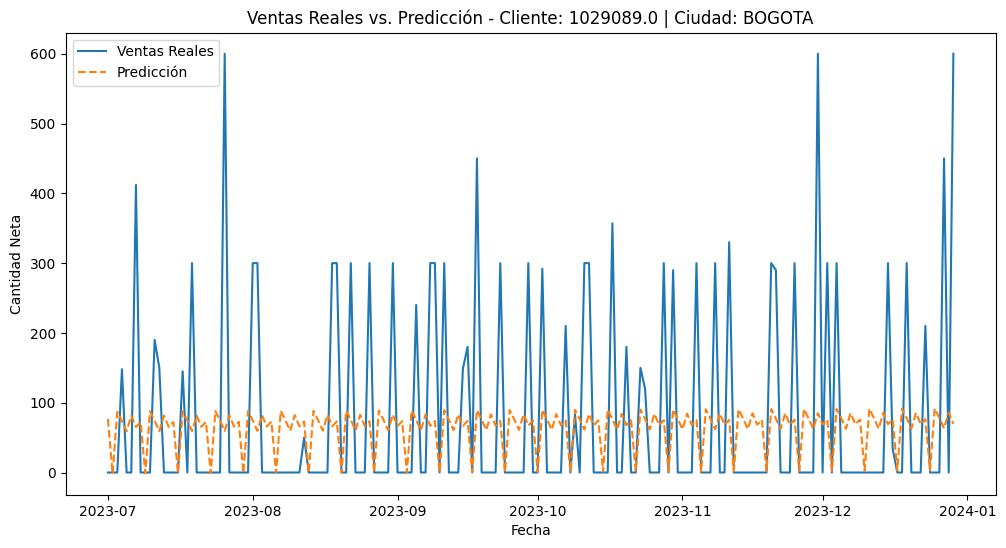 Ventas Reales vs. Predicción - Cliente: 1029089.0 | Ciudad: BOGOTA
Ventas Reales
Predicción
Cantidad Neta
600
500
400
300
200
100
0
2023-07
2023-08
2023-09
2023-10
2023-11
2023-12
2024-01
Fecha